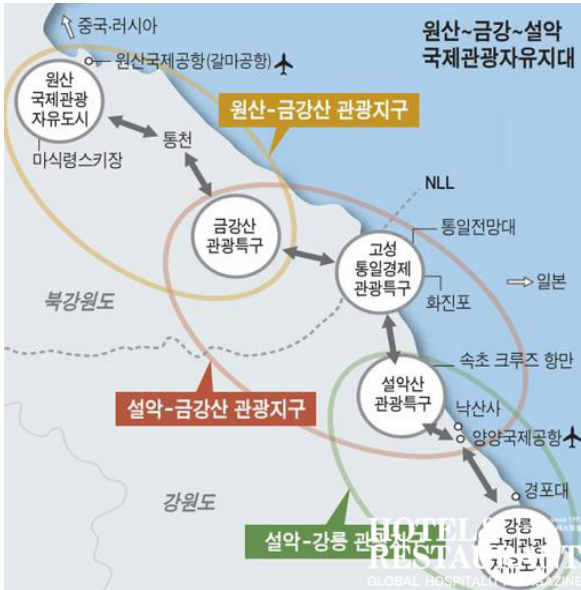 중국·러시아
원산~금강~설악
국제관광자유지대
원산국제공항(갈마공항)
원산
국제관광
자유도시
원산-금강산 관광지구
마식령스키장
통천
NLL
금강산
관광특구
통일전망대
고성
통일경제
관광특구
일본
북강원도
화진포
속초 크루즈 항만
설악-금강산 관광지구
설악산
관광특구
낙산사
양양국제공항
강원도
경포대
설악-강릉 관광지구
강릉
국제관광
자유도시
HOTELS
RESTAURANT
GLOBAL HOSPITALITY MAGAZINE